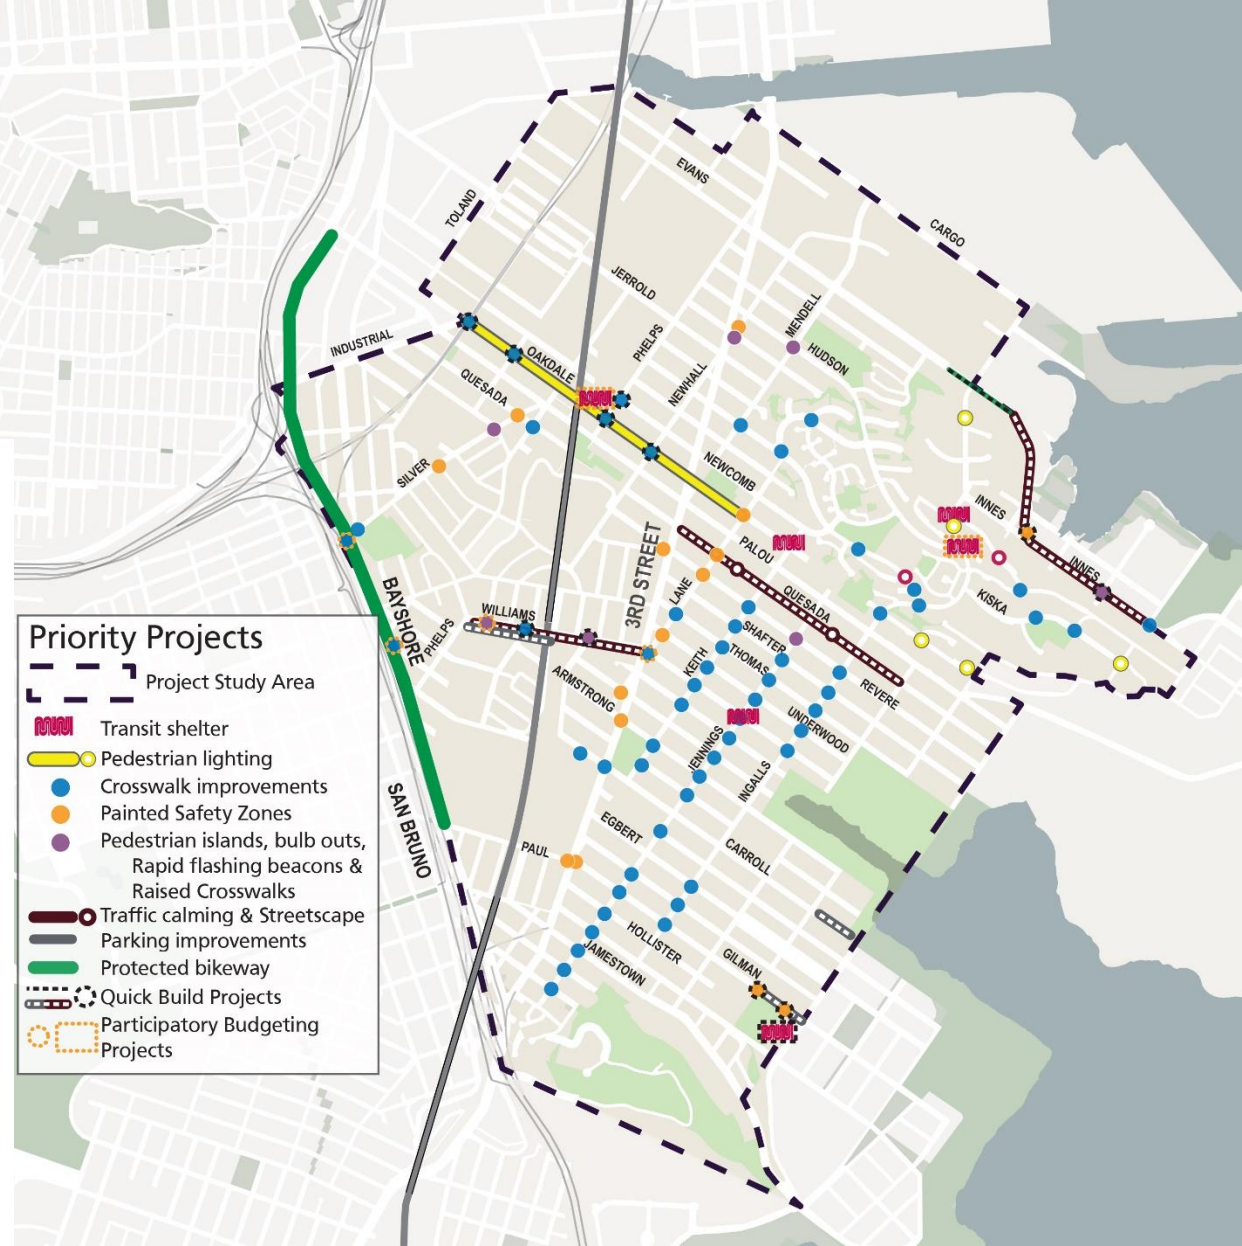 EVANS
TOLAND
CARGO
JERROLD
MENDELL
PHELPS
INDUSTRIAL
HUDSON
OAKDALE
NEWHALL
QUESADA
SILVER
NEWCOMB
INNES
3RD STREET
PALOU
INNES
BAYSHORE
LANE
QUESADA
KISKA
WILLIAMS
PHELPS
SHAFTER
THOMAS
KEITH
ARMSTRONG
REVERE
UNDERWOOD
JENNINGS
INGALLS
SAN BRUNO
EGBERT
PAUL
CARROLL
HOLLISTER
GILMAN
JAMESTOWN
Priority Projects
Project Study Area
Transit shelter
Pedestrian lighting
Crosswalk improvements
Painted Safety Zones
Pedestrian islands, bulb outs,
Rapid flashing beacons &
Raised Crosswalks
Traffic calming & Streetscape
Parking improvements
Protected bikeway
Quick Build Projects
Participatory Budgeting
Projects